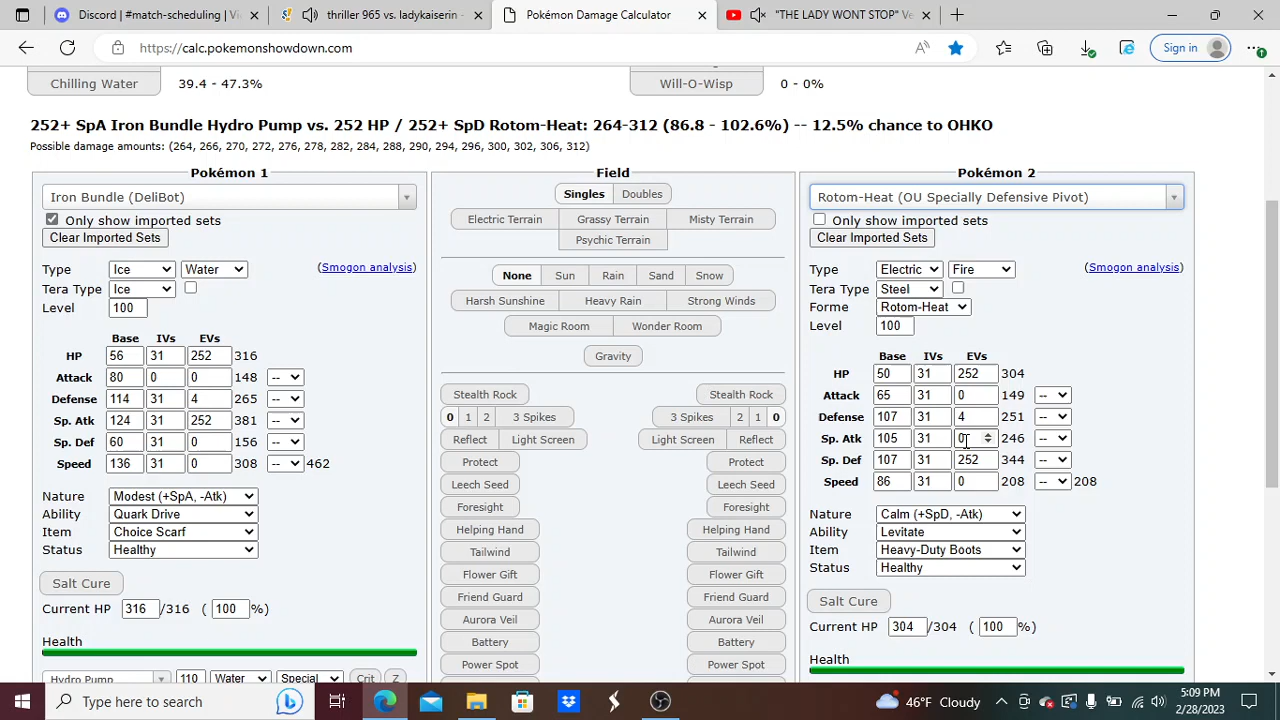 Discord | #match-scheduling | Vi
thriller 965 vs. ladykaiserin -
Pokémon Damage Calculator
"THE LADY WONT STOP" Ve
https://calc.pokemonshowdown.com
Sign in
Chilling Water 39.4 - 47.3%
Will-O-Wisp 0 - 0%
252+ SpA Iron Bundle Hydro Pump vs. 252 HP / 252+ SpD Rotom-Heat: 264-312 (86.8 - 102.6%) -- 12.5% chance to OHKO
Possible damage amounts: (264, 266, 270, 272, 276, 278, 282, 284, 288, 290, 294, 296, 300, 302, 306, 312)
Pokémon 1
Iron Bundle (DeliBot)
Only show imported sets
Clear Imported Sets
Type Ice Water (Smogon analysis)
Tera Type Ice
Level 100
Base IVs EVs
HP 56 31 252 316
Attack 80 0 0 148 --
Defense 114 31 4 265 --
Sp. Atk 124 31 252 381 --
Sp. Def 60 31 0 156 --
Speed 136 31 0 308 -- 462
Nature Modest (+SpA, -Atk)
Ability Quark Drive
Item Choice Scarf
Status Healthy
Salt Cure
Current HP 316 /316 ( 100 %)
Health
Hydro Pump 110 Water Special Crit Z
Field
Singles Doubles
Electric Terrain Grassy Terrain Misty Terrain
Psychic Terrain
None Sun Rain Sand Snow
Harsh Sunshine Heavy Rain Strong Winds
Magic Room Wonder Room
Gravity
Stealth Rock Stealth Rock
0 1 2 3 Spikes 3 Spikes 2 1 0
Reflect Light Screen Light Screen Reflect
Protect Protect
Leech Seed Leech Seed
Foresight Foresight
Helping Hand Helping Hand
Tailwind Tailwind
Flower Gift Flower Gift
Friend Guard Friend Guard
Aurora Veil Aurora Veil
Battery Battery
Power Spot Power Spot
Pokémon 2
Rotom-Heat (OU Specially Defensive Pivot)
Only show imported sets
Clear Imported Sets
Type Electric Fire (Smogon analysis)
Tera Type Steel
Forme Rotom-Heat
Level 100
Base IVs EVs
HP 50 31 252 304
Attack 65 31 0 149 --
Defense 107 31 4 251 --
Sp. Atk 105 31 0 246 --
Sp. Def 107 31 252 344 --
Speed 86 31 0 208 -- 208
Nature Calm (+SpD, -Atk)
Ability Levitate
Item Heavy-Duty Boots
Status Healthy
Salt Cure
Current HP 304 /304 ( 100 %)
Health
Type here to search
46°F Cloudy
5:09 PM
2/28/2023